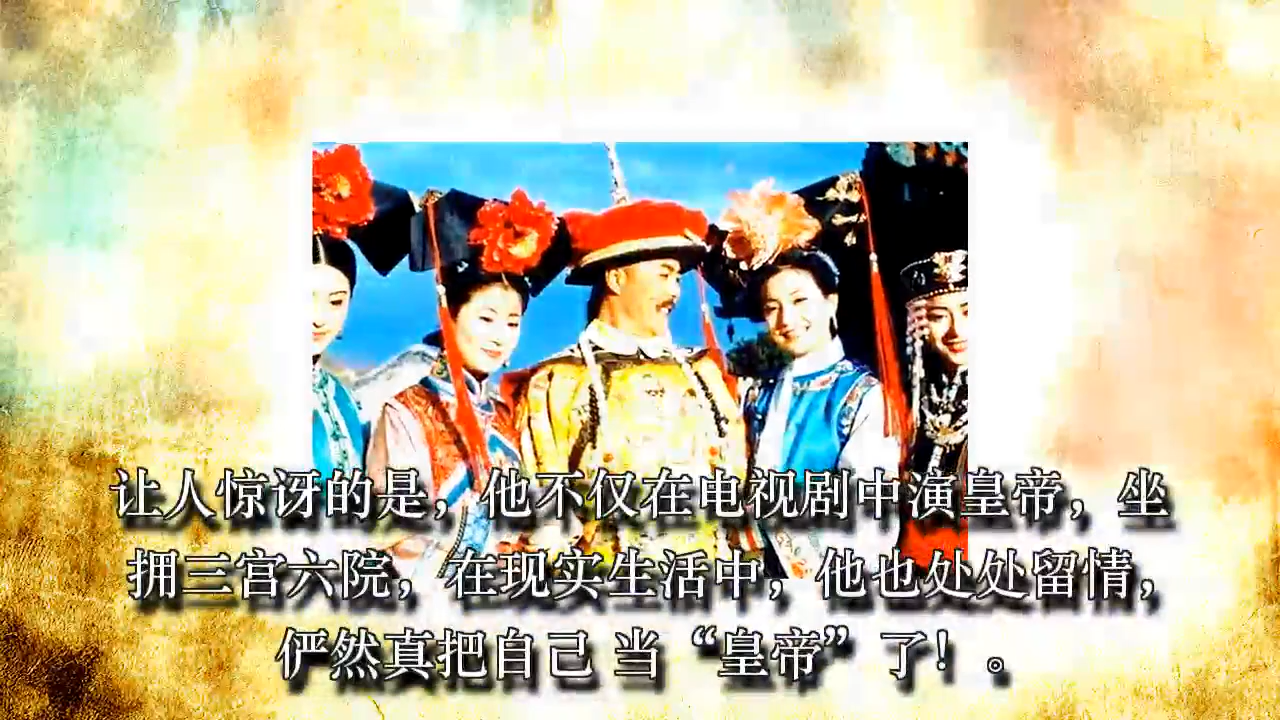 让人惊讶的是，他不仅在电视剧中演皇帝，坐
拥三宫六院，在现实生活中，他也处处留情，
俨然真把自己 当“皇帝”了！。